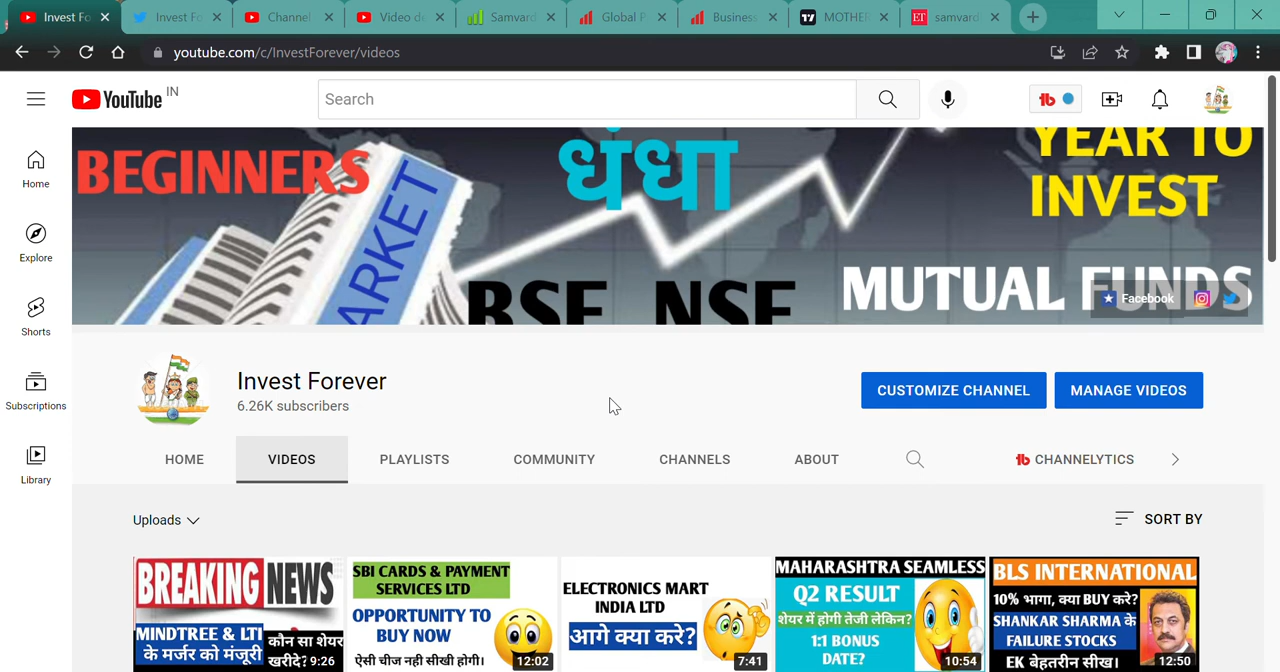 Invest Fo
Invest Fo
Channel
Video de
Samvard
Global P
Business
MOTHER
ET
samvard
youtube.com/c/InvestForever/videos
YouTube IN
Search
Home
Explore
Shorts
Subscriptions
Library
BEGINNERS
ARKET
धंधा
BSE NSE
YEAR TO
INVEST
MUTUAL FUNDS
Facebook
Invest Forever
6.26K subscribers
CUSTOMIZE CHANNEL
MANAGE VIDEOS
HOME
VIDEOS
PLAYLISTS
COMMUNITY
CHANNELS
ABOUT
CHANNELYTICS
Uploads
SORT BY
BREAKING NEWS
MINDTREE & LTI
के मर्जर को मंजूरी
कौन सा शेयर
खरीदे?
9:26
SBI CARDS & PAYMENT
SERVICES LTD
OPPORTUNITY TO
BUY NOW
ऐसी चीज नही सीखी होगी।
12:02
ELECTRONICS MART
INDIA LTD
आगे क्या करे?
7:41
MAHARASHTRA SEAMLESS
Q2 RESULT
शेयर में होगी तेजी लेकिन?
1:1 BONUS
DATE?
10:54
BLS INTERNATIONAL
10% भागा, क्या BUY करे?
SHANKAR SHARMA के
FAILURE STOCKS
EK बेहतरीन सीख।
12:58